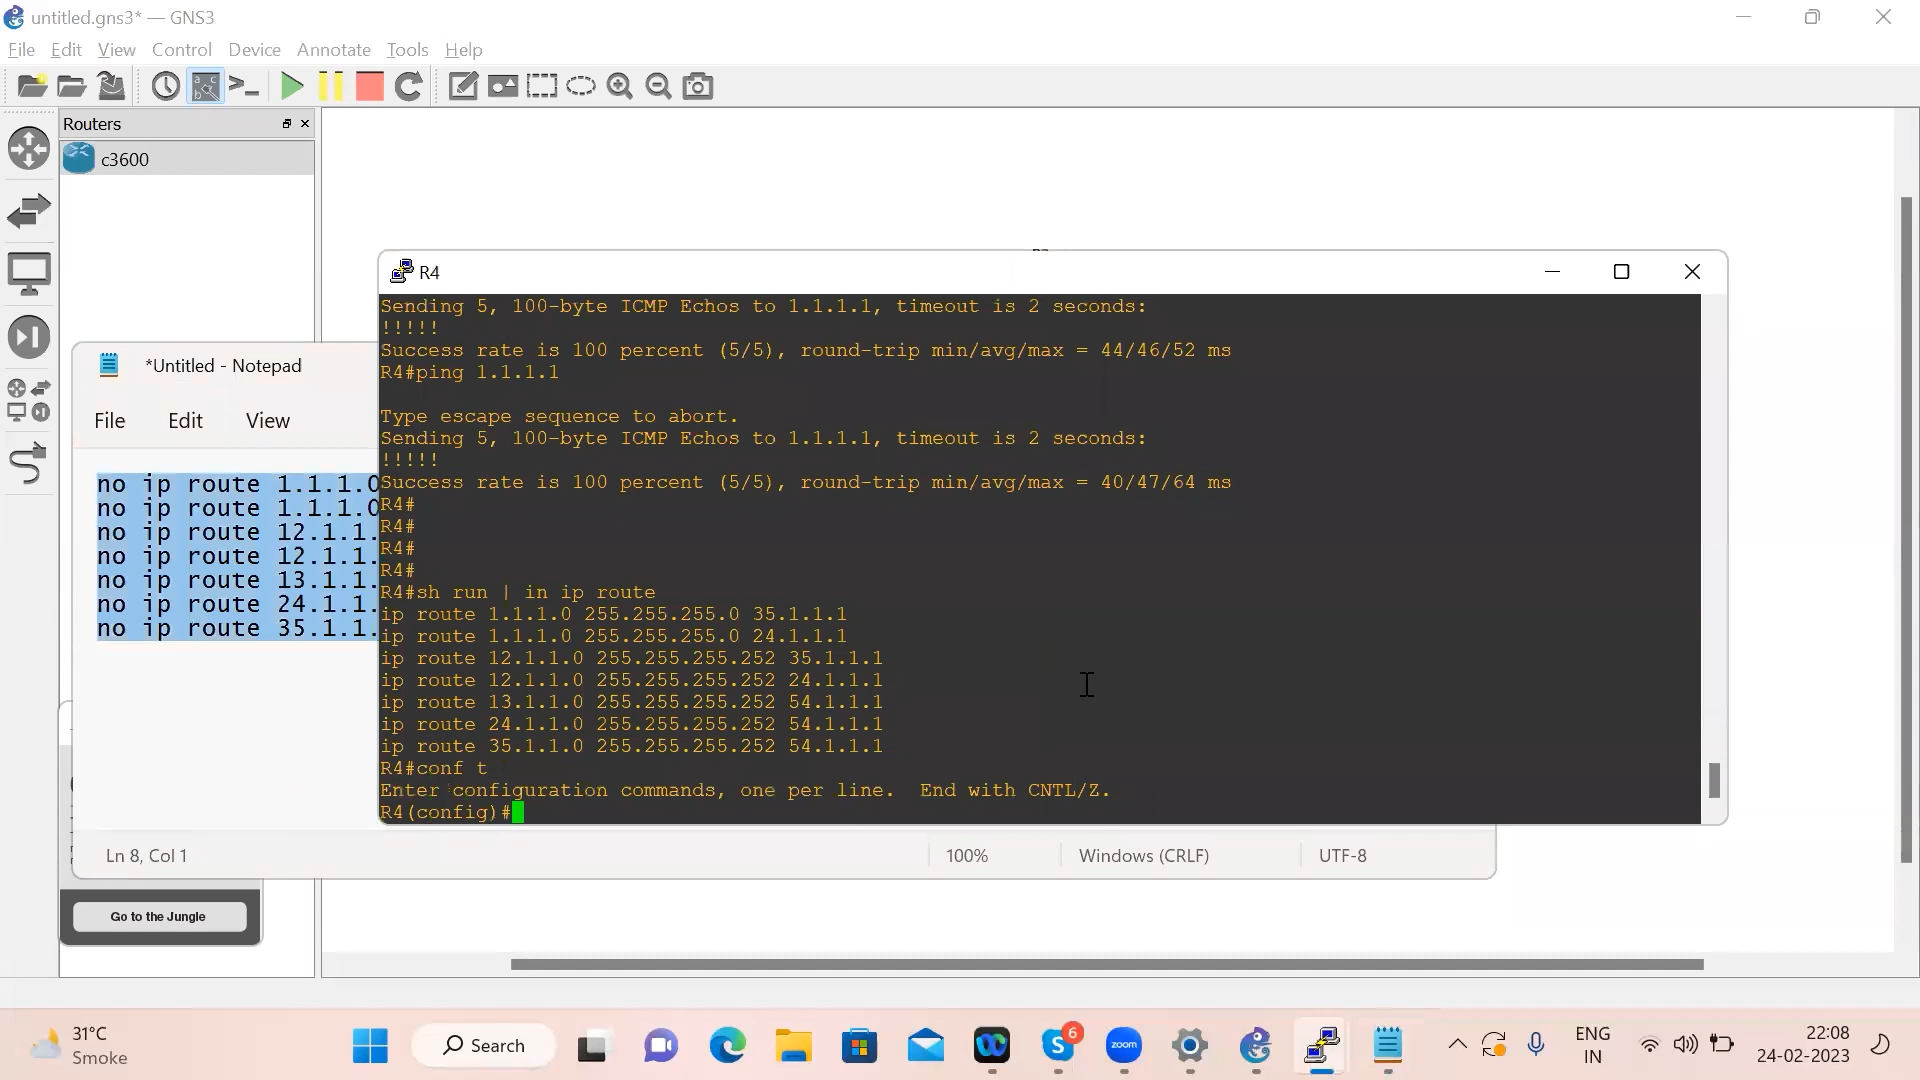 untitled.gns3* — GNS3
File Edit View Control Device Annotate Tools Help
Routers
c3600
R4
Sending 5, 100-byte ICMP Echos to 1.1.1.1, timeout is 2 seconds:
!!!!!
Success rate is 100 percent (5/5), round-trip min/avg/max = 44/46/52 ms
R4#ping 1.1.1.1
Type escape sequence to abort.
Sending 5, 100-byte ICMP Echos to 1.1.1.1, timeout is 2 seconds:
!!!!!
Success rate is 100 percent (5/5), round-trip min/avg/max = 40/47/64 ms
R4#
R4#
R4#
R4#
R4#sh run | in ip route
ip route 1.1.1.0 255.255.255.0 35.1.1.1
ip route 1.1.1.0 255.255.255.0 24.1.1.1
ip route 12.1.1.0 255.255.255.252 35.1.1.1
ip route 12.1.1.0 255.255.255.252 24.1.1.1
ip route 13.1.1.0 255.255.255.252 54.1.1.1
ip route 24.1.1.0 255.255.255.252 54.1.1.1
ip route 35.1.1.0 255.255.255.252 54.1.1.1
R4#conf t
Enter configuration commands, one per line.  End with CNTL/Z.
R4(config)#
*Untitled - Notepad
File Edit View
no ip route 1.1.1.0
no ip route 1.1.1.0
no ip route 12.1.1.
no ip route 12.1.1.
no ip route 13.1.1.
no ip route 24.1.1.
no ip route 35.1.1.
Ln 8, Col 1 100% Windows (CRLF) UTF-8
Go to the Jungle
31°C
Smoke
Search
6
zoom
ENG
IN
22:08
24-02-2023